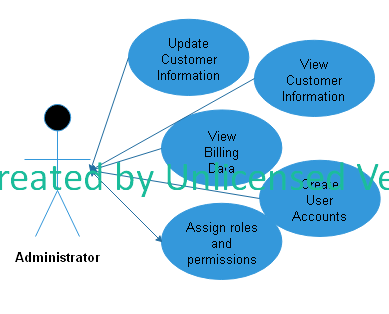 Update
Customer
Information
View
Customer
Information
View
Billing
Data
reated by Unlicensed Ve
Create
User
Accounts
Assign roles
and
permissions
Administrator